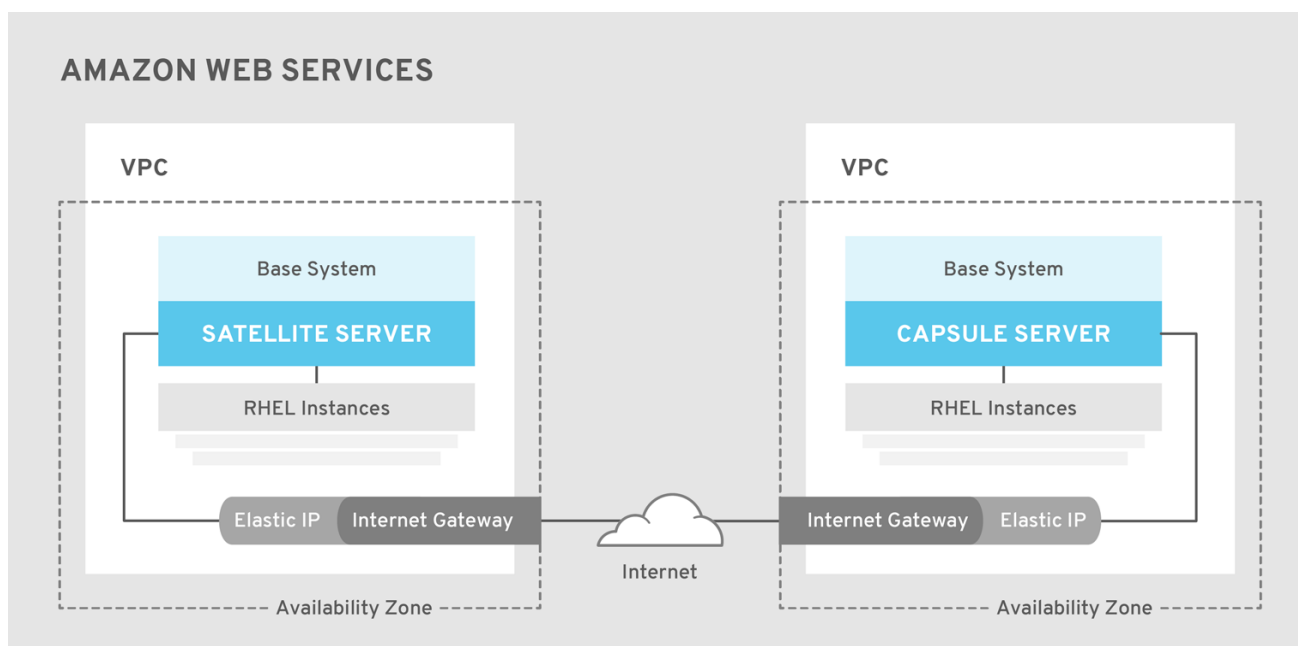 AMAZON WEB SERVICES
VPC
Base System
SATELLITE SERVER
RHEL Instances
Elastic IP
Internet Gateway
Availability Zone
Internet
VPC
Base System
CAPSULE SERVER
RHEL Instances
Internet Gateway
Elastic IP
Availability Zone